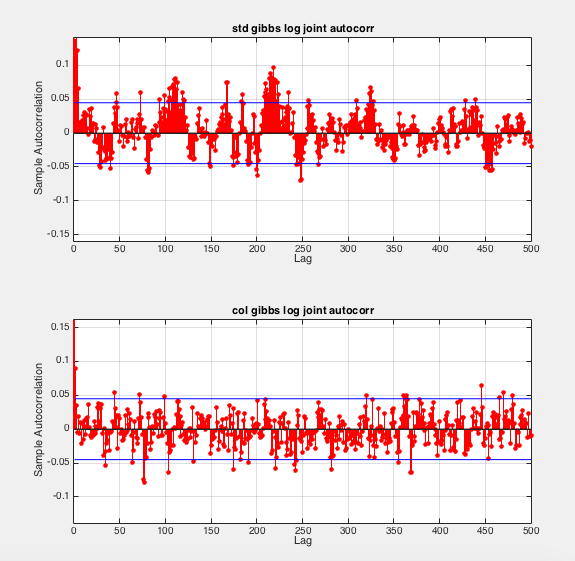 std gibbs log joint autocorr
0.1
0.05
0
-0.05
-0.1
-0.15
Sample Autocorrelation
0 50 100 150 200 250 300 350 400 450 500
Lag
col gibbs log joint autocorr
0.15
0.1
0.05
0
-0.05
-0.1
Sample Autocorrelation
0 50 100 150 200 250 300 350 400 450 500
Lag